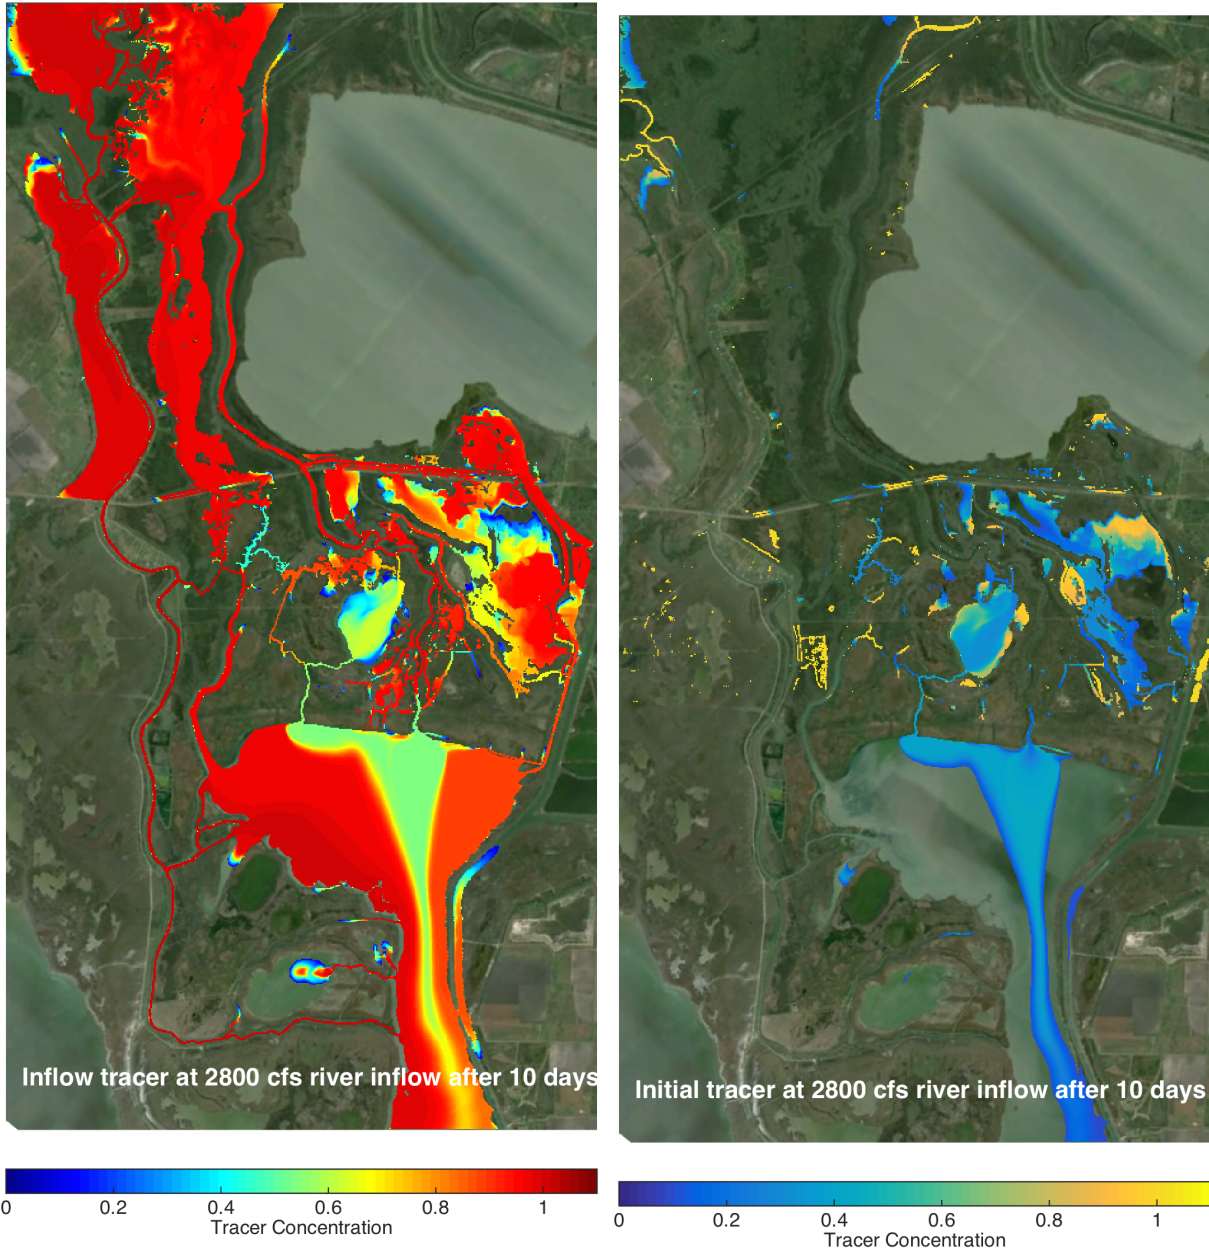 Inflow tracer at 2800 cfs river inflow after 10 days
0 0.2 0.4 0.6 0.8 1
Tracer Concentration
Initial tracer at 2800 cfs river inflow after 10 days
0 0.2 0.4 0.6 0.8 1
Tracer Concentration